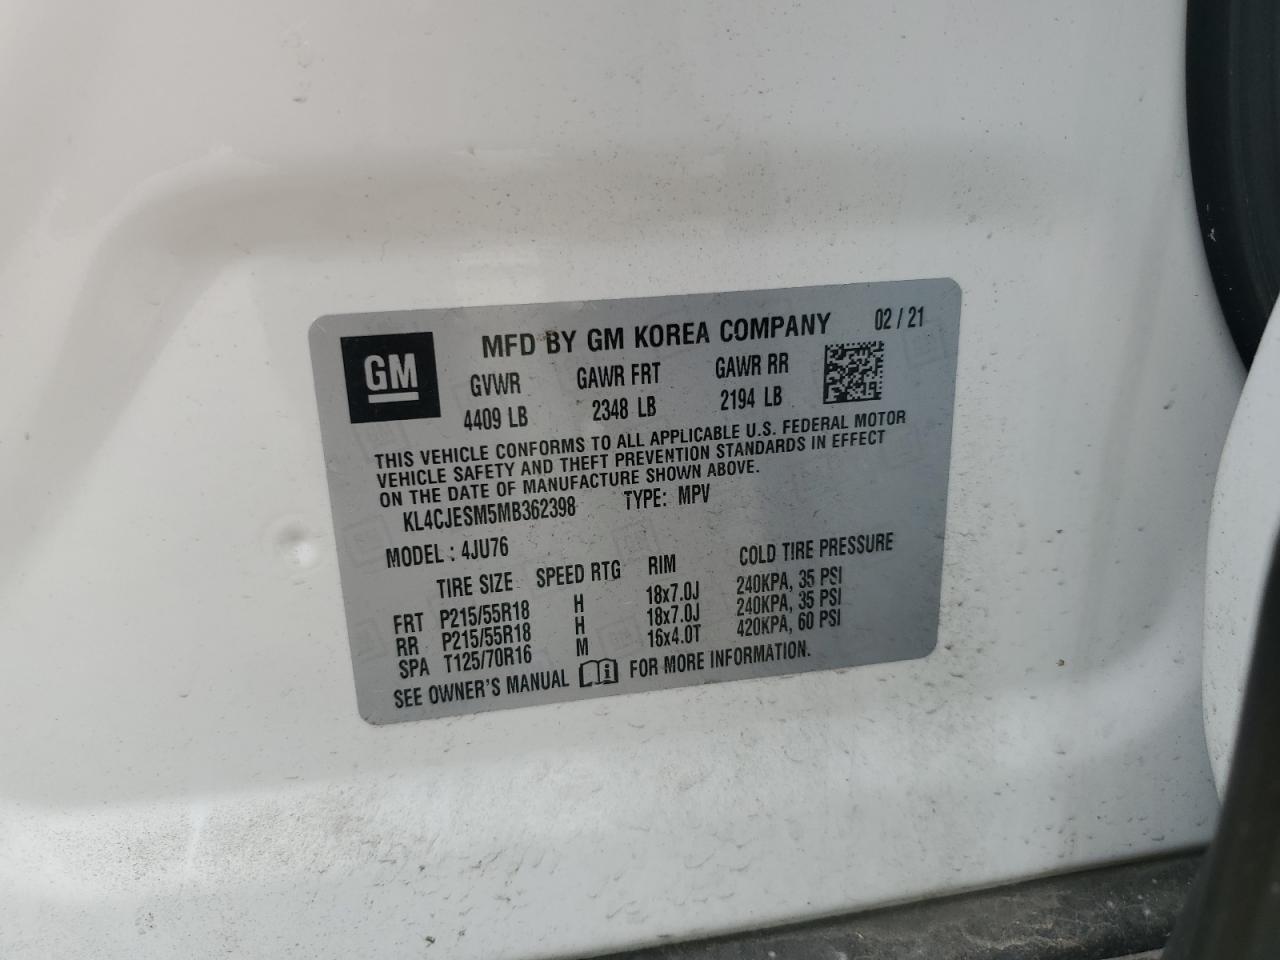 GM
MFD BY GM KOREA COMPANY 02 / 21
GVWR GAWR FRT GAWR RR
4409 LB 2348 LB 2194 LB
THIS VEHICLE CONFORMS TO ALL APPLICABLE U.S. FEDERAL MOTOR
VEHICLE SAFETY AND THEFT PREVENTION STANDARDS IN EFFECT
ON THE DATE OF MANUFACTURE SHOWN ABOVE.
KL4CJESM5MB362398 TYPE: MPV
MODEL : 4JU76
TIRE SIZE SPEED RTG RIM COLD TIRE PRESSURE
FRT P215/55R18 H 18x7.0J 240KPA, 35 PSI
RR P215/55R18 H 18x7.0J 240KPA, 35 PSI
SPA T125/70R16 M 16x4.0T 420KPA, 60 PSI
SEE OWNER'S MANUAL i FOR MORE INFORMATION.